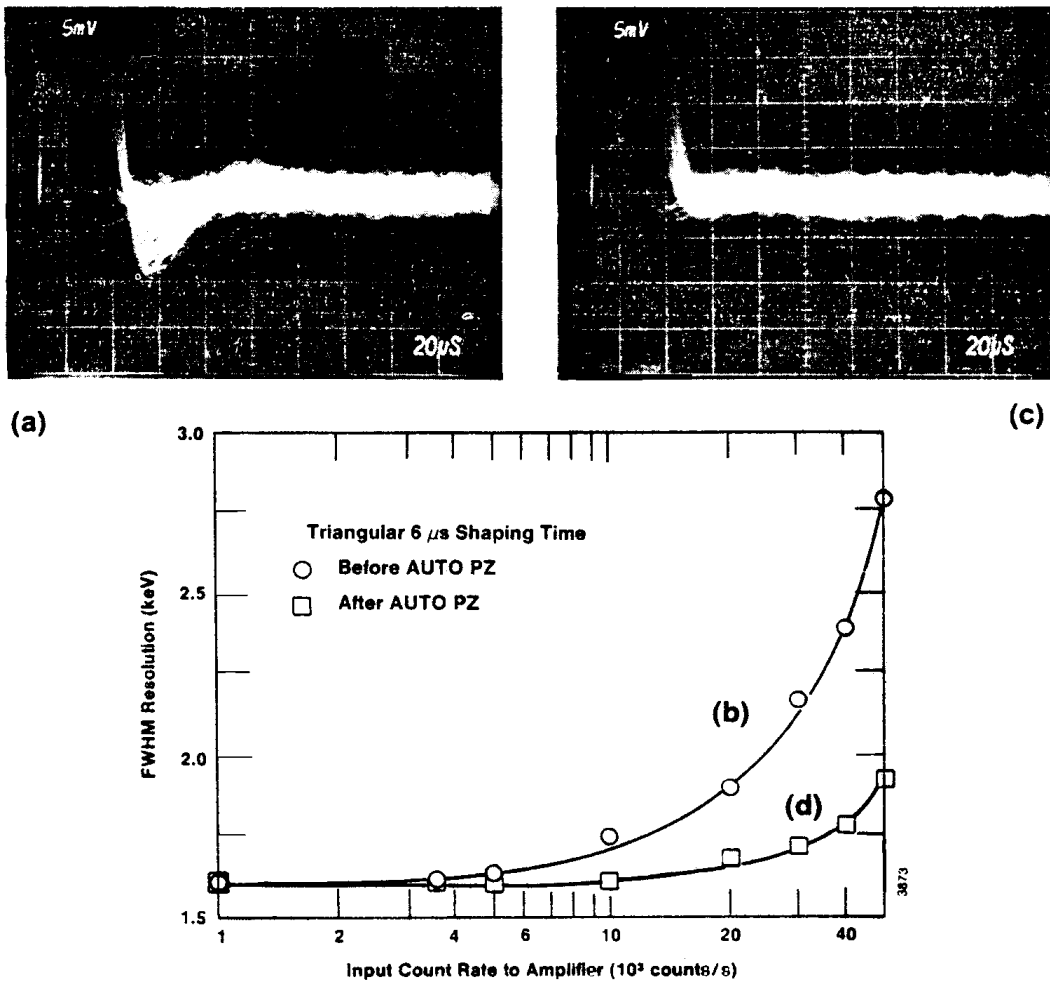 5mV
20µS
5mV
20µS
(a)
(c)
3.0
2.5
2.0
1.5
FWHM Resolution (keV)
Triangular 6 µs Shaping Time
Before AUTO PZ
After AUTO PZ
(b)
(d)
3873
1 2 4 6 10 20 40
Input Count Rate to Amplifier (10³ counts/s)